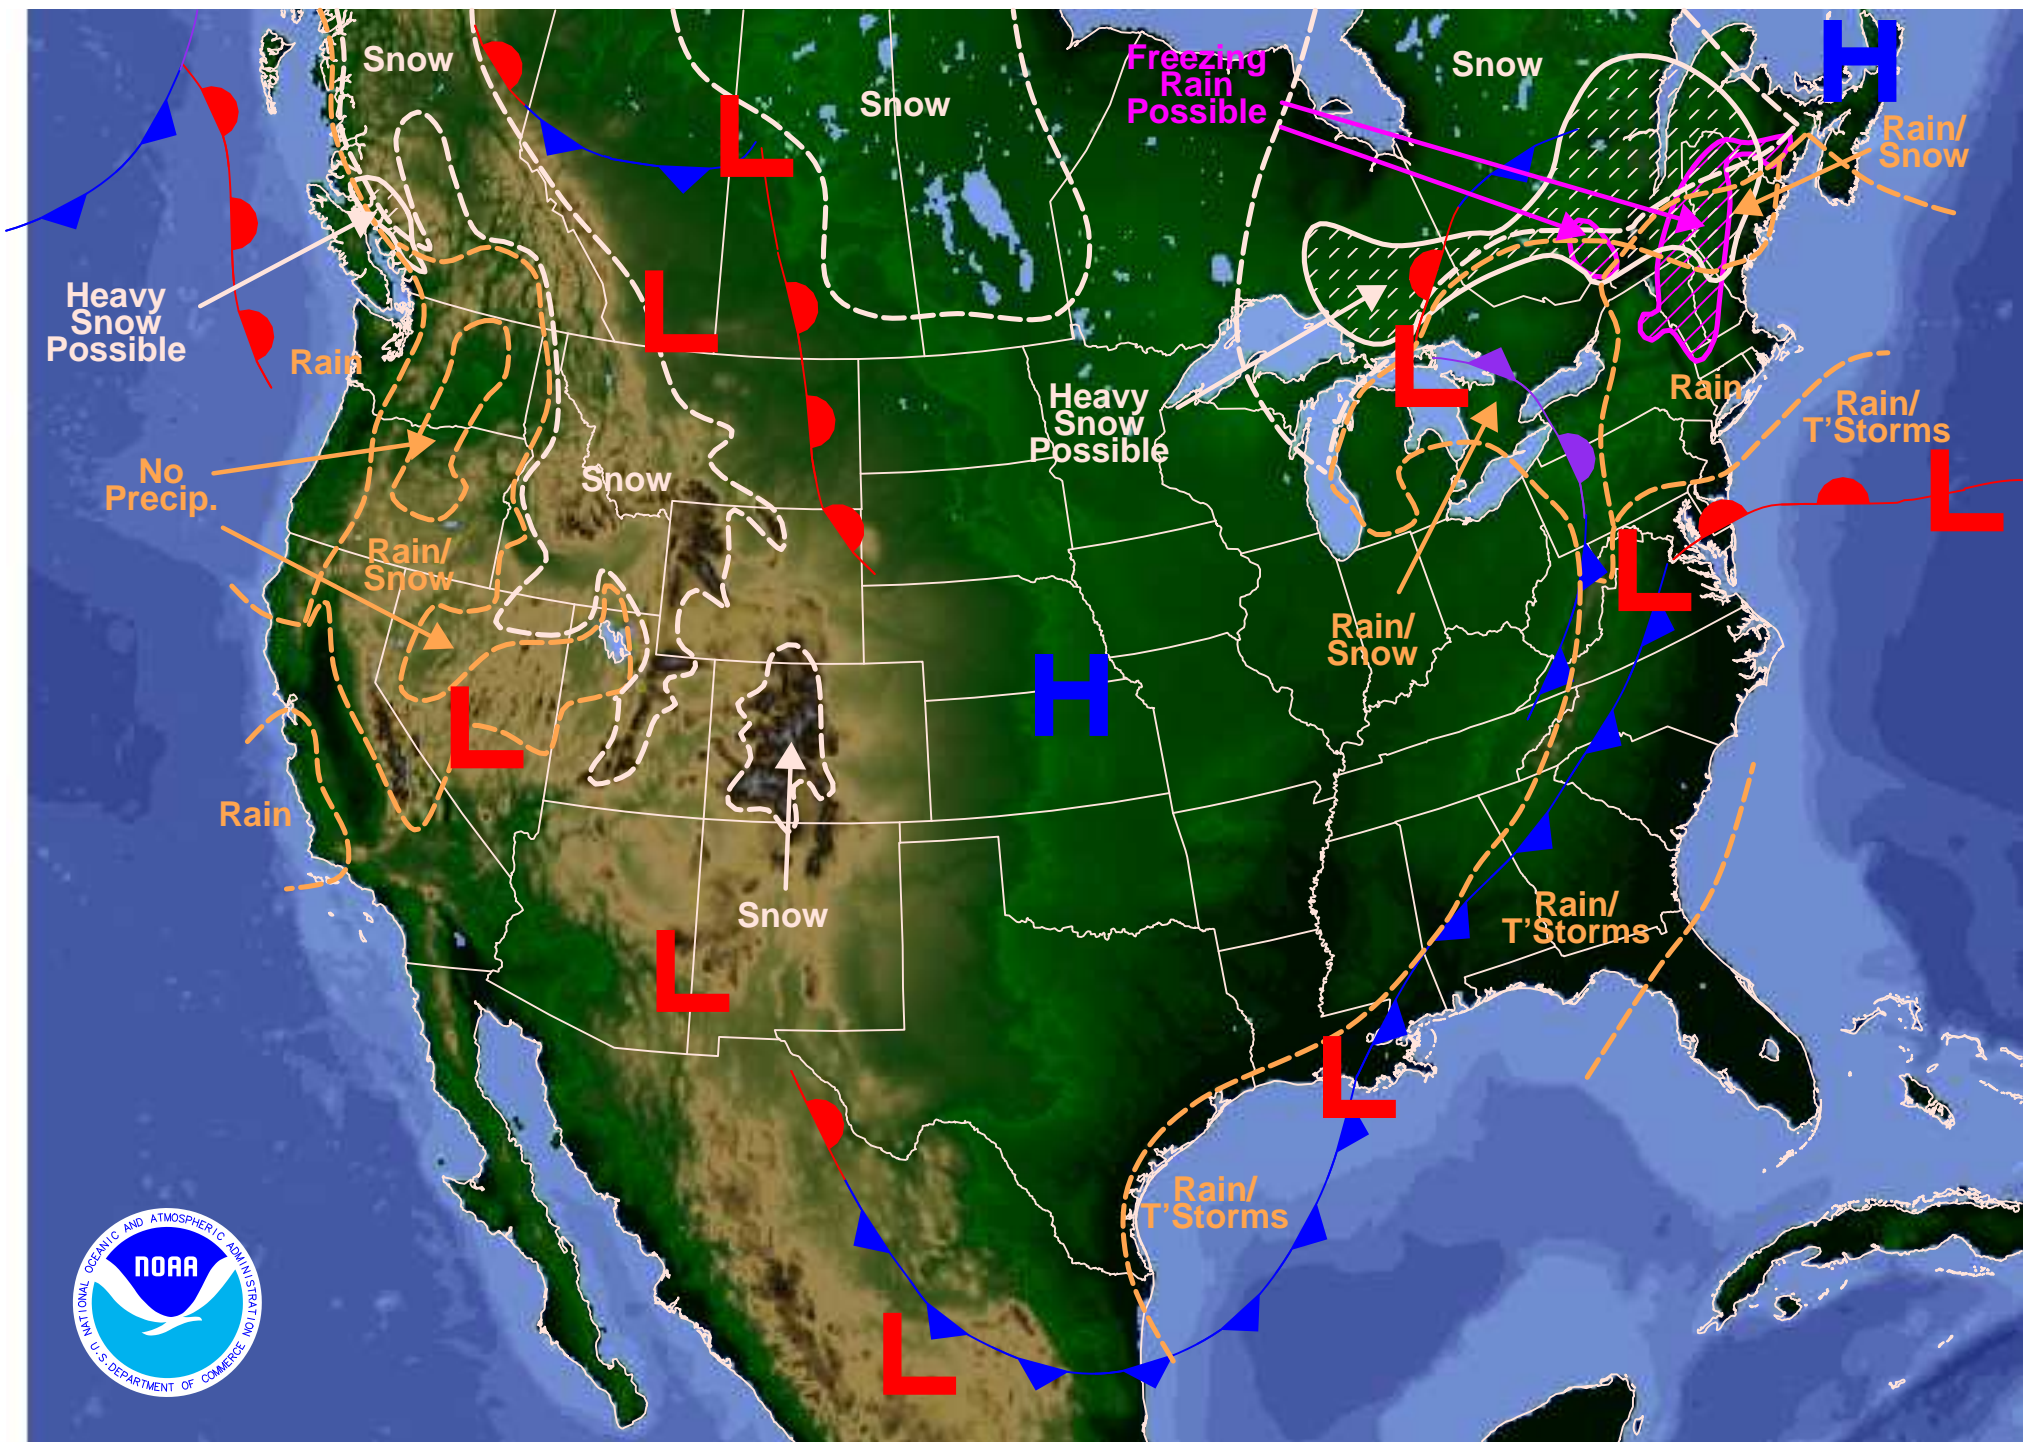 Snow
Snow
Freezing
Rain
Possible
Snow
H
Rain/
Snow
L
Heavy
Snow
Possible
Rain
L
L
Heavy
Snow
Possible
Rain
Rain/
T'Storms
No
Precip.
Snow
L
Rain/
Snow
L
Rain/
Snow
H
L
Rain
Snow
Rain/
T'Storms
L
L
Rain/
T'Storms
L
NATIONAL OCEANIC AND ATMOSPHERIC ADMINISTRATION
NOAA
U.S. DEPARTMENT OF COMMERCE